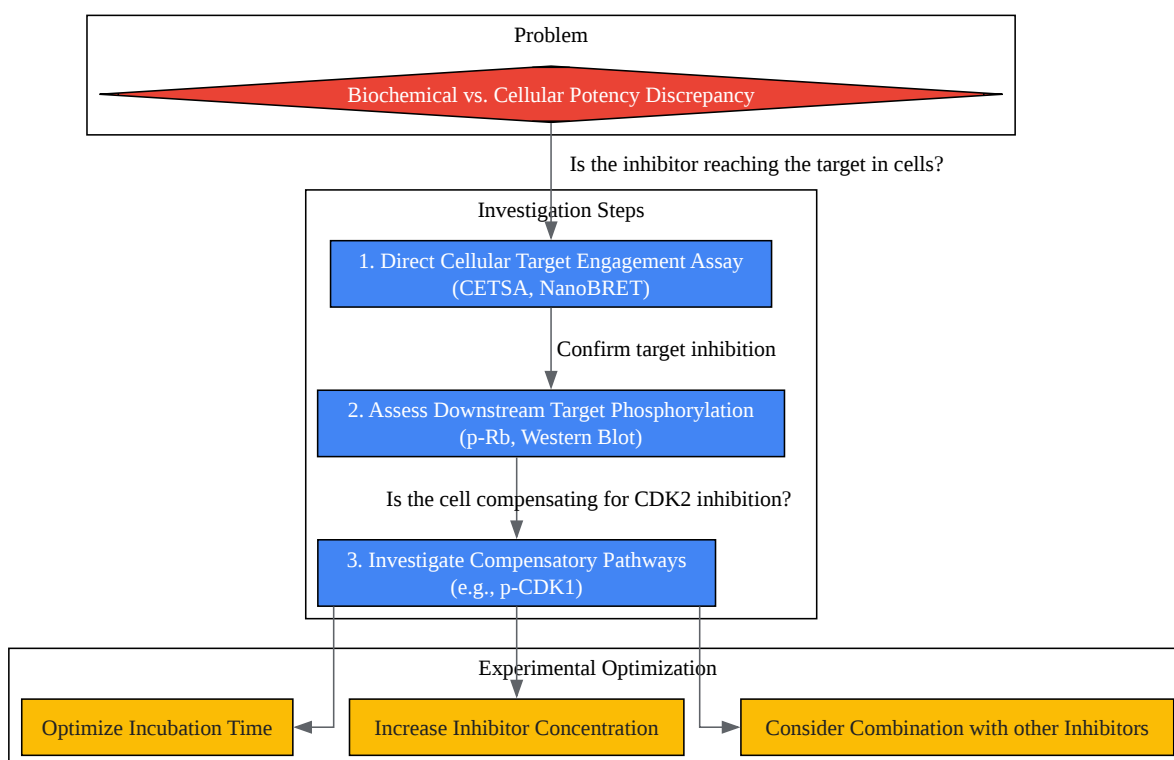 Problem
Biochemical vs. Cellular Potency Discrepancy
Is the inhibitor reaching the target in cells?
Investigation Steps
1. Direct Cellular Target Engagement Assay
(CETSA, NanoBRET)
Confirm target inhibition
2. Assess Downstream Target Phosphorylation
(p-Rb, Western Blot)
Is the cell compensating for CDK2 inhibition?
3. Investigate Compensatory Pathways
(e.g., p-CDK1)
Experimental Optimization
Optimize Incubation Time
Increase Inhibitor Concentration
Consider Combination with other Inhibitors